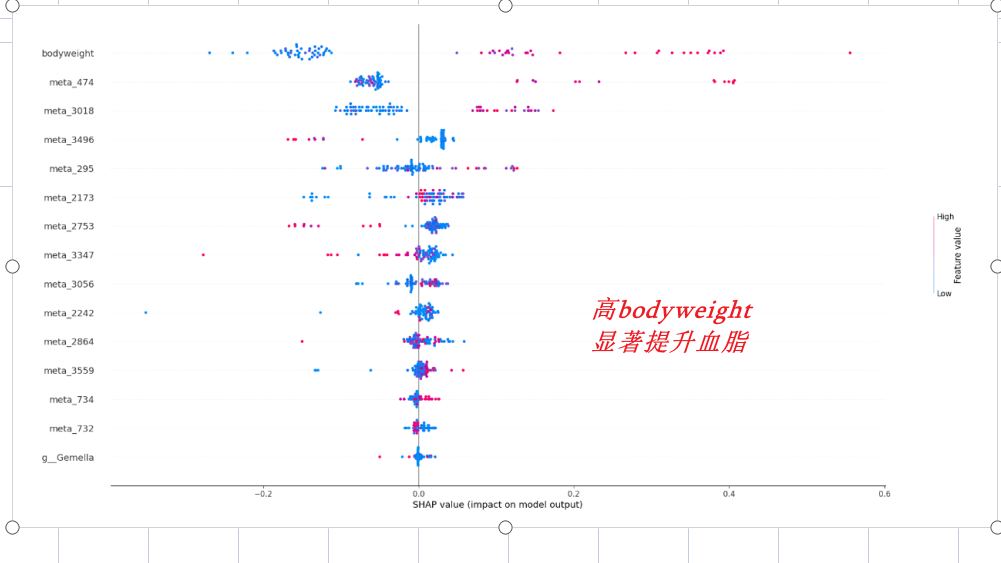 bodyweight
meta_474
meta_3018
meta_3496
meta_295
meta_2173
meta_2753
meta_3347
meta_3056
meta_2242
meta_2864
meta_3559
meta_734
meta_732
g__Gemella
High
Feature value
Low
高bodyweight
显著提升血脂
−0.2
0.0
0.2
0.4
0.6
SHAP value (impact on model output)